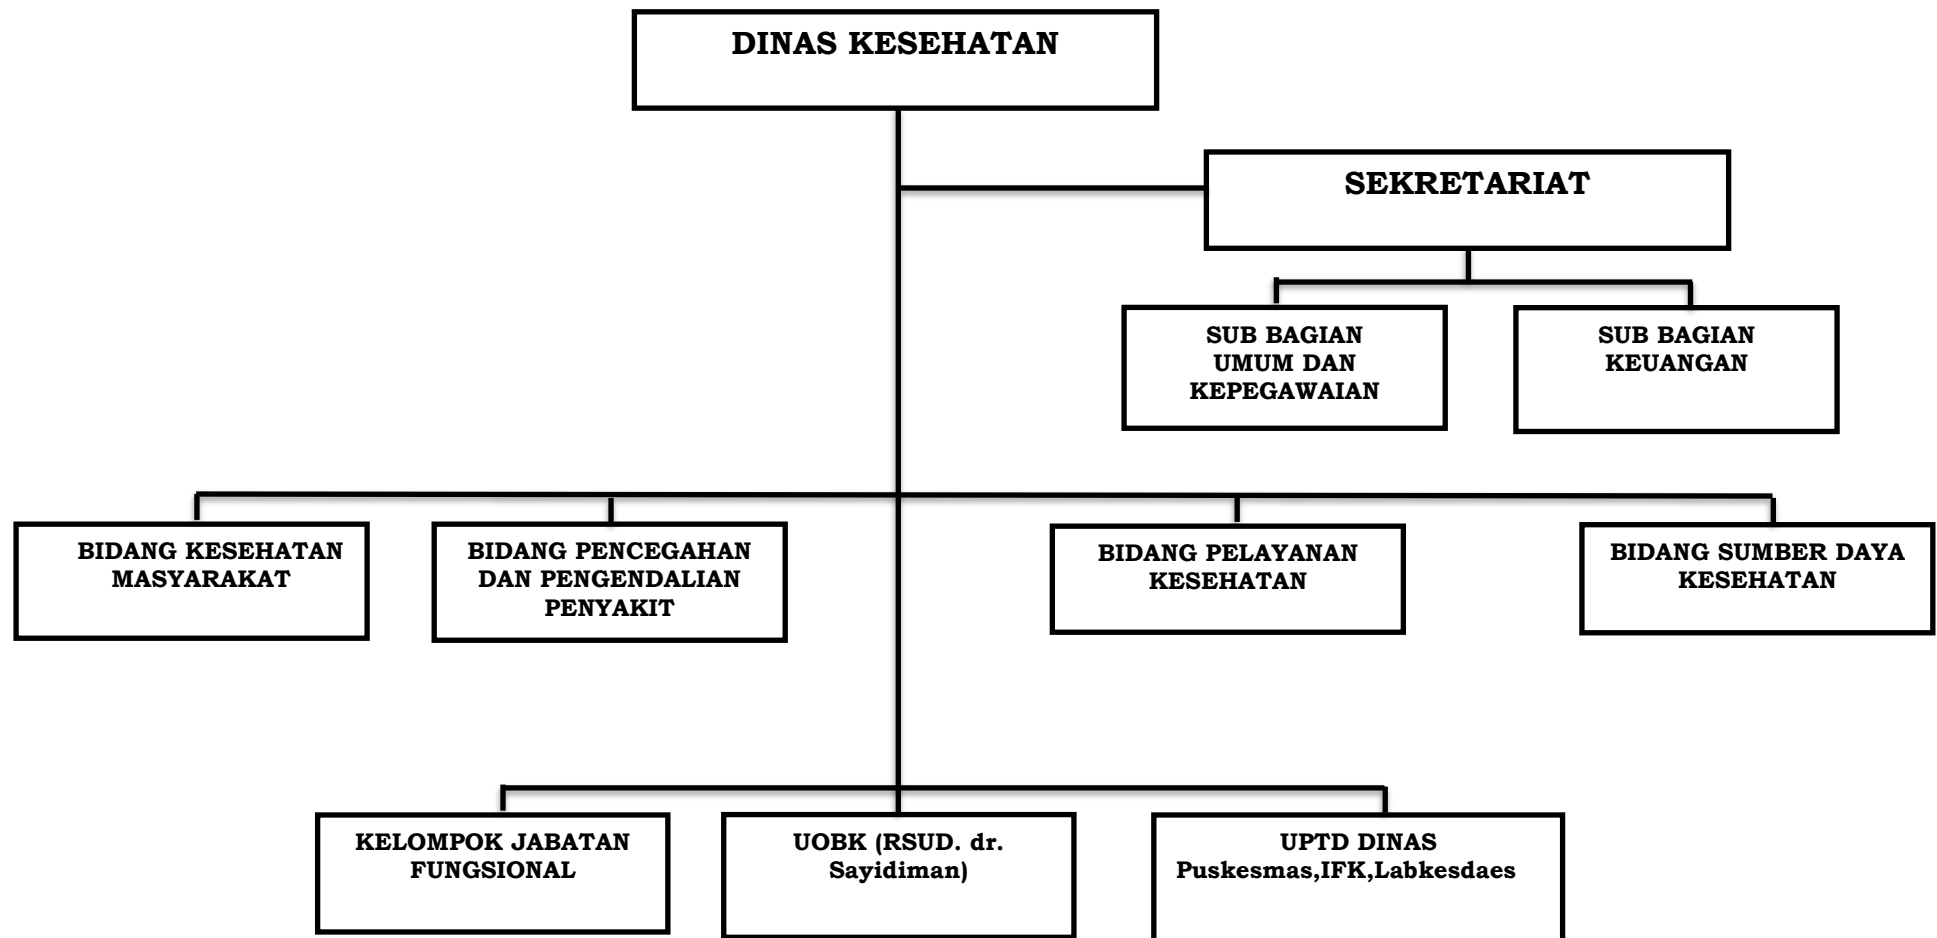 DINAS KESEHATAN
SEKRETARIAT
SUB BAGIAN
UMUM DAN
KEPEGAWAIAN
SUB BAGIAN
KEUANGAN
BIDANG KESEHATAN
MASYARAKAT
BIDANG PENCEGAHAN
DAN PENGENDALIAN
PENYAKIT
BIDANG PELAYANAN
KESEHATAN
BIDANG SUMBER DAYA
KESEHATAN
KELOMPOK JABATAN
FUNGSIONAL
UOBK (RSUD. dr.
Sayidiman)
UPTD DINAS
Puskesmas,IFK,Labkesdaes